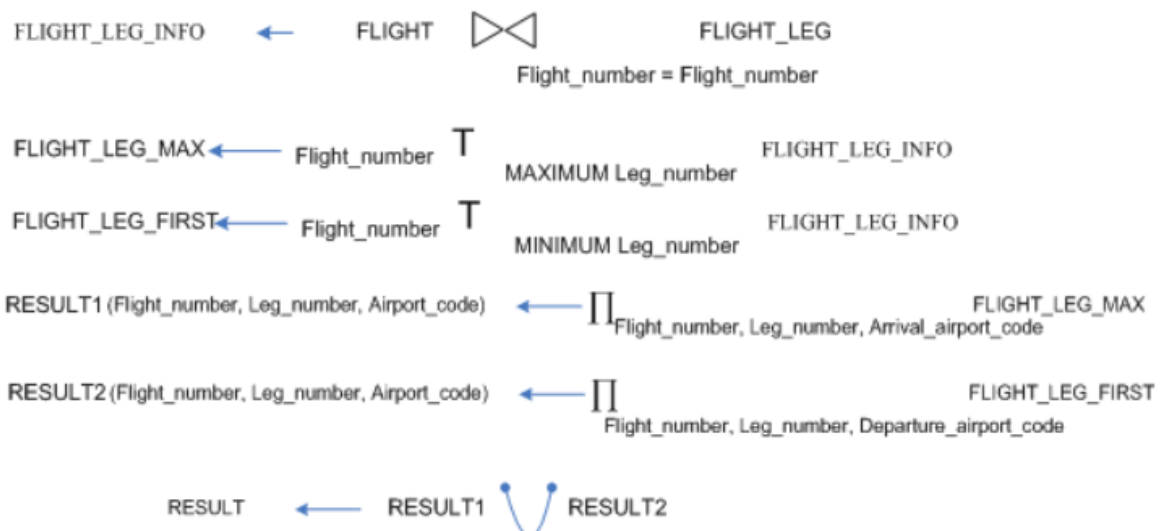 FLIGHT_LEG_INFO ← FLIGHT ⋈ FLIGHT_LEG
Flight_number = Flight_number
FLIGHT_LEG_MAX ← Flight_number T MAXIMUM Leg_number FLIGHT_LEG_INFO
FLIGHT_LEG_FIRST ← Flight_number T MINIMUM Leg_number FLIGHT_LEG_INFO
RESULT1 (Flight_number, Leg_number, Airport_code) ← ∏ Flight_number, Leg_number, Arrival_airport_code FLIGHT_LEG_MAX
RESULT2 (Flight_number, Leg_number, Airport_code) ← ∏ Flight_number, Leg_number, Departure_airport_code FLIGHT_LEG_FIRST
RESULT ← RESULT1 ∪ RESULT2